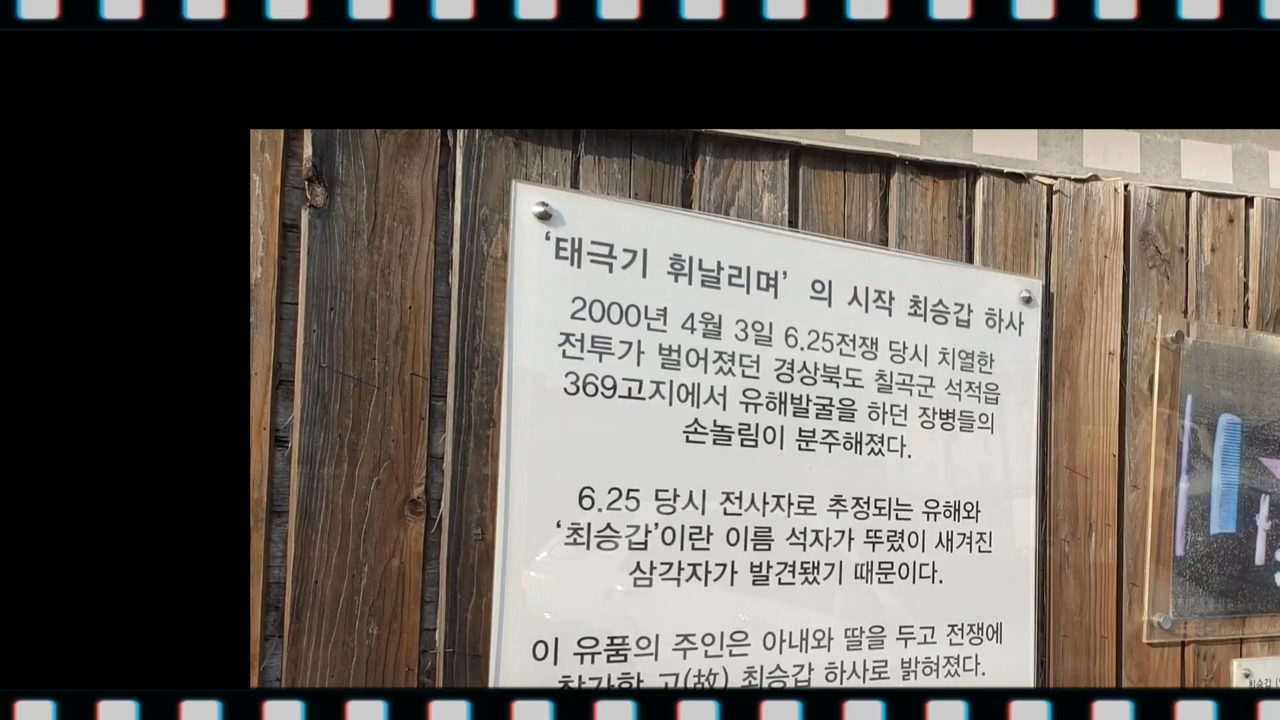 ‘태극기 휘날리며’ 의 시작 최승갑 하사
2000년 4월 3일 6.25전쟁 당시 치열한
전투가 벌어졌던 경상북도 칠곡군 석적읍
369고지에서 유해발굴을 하던 장병들의
손놀림이 분주해졌다.
6.25 당시 전사자로 추정되는 유해와
‘최승갑’이란 이름 석자가 뚜렸이 새겨진
삼각자가 발견됐기 때문이다.
이 유품의 주인은 아내와 딸을 두고 전쟁에
참가한 고(故) 최승갑 하사로 밝혀졌다.
최승갑